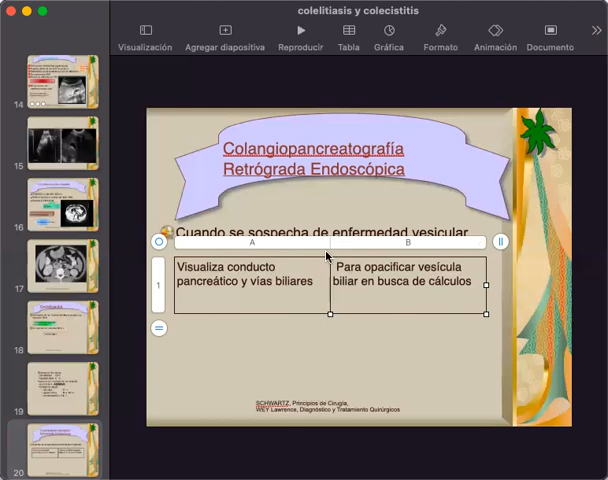 colelitiasis y colecistitis
Visualización
Agregar diapositiva
Reproducir
Tabla
Gráfica
Formato
Animación
Documento
14
15
16
17
18
19
20
Colangiopancreatografía
Retrógrada Endoscópica
Cuando se sospecha de enfermedad vesicular
A
B
1
Visualiza conducto
pancreático y vías biliares
Para opacificar vesícula
biliar en busca de cálculos
SCHWARTZ, Principios de Cirugía,
WEY Lawrence, Diagnóstico y Tratamiento Quirúrgicos